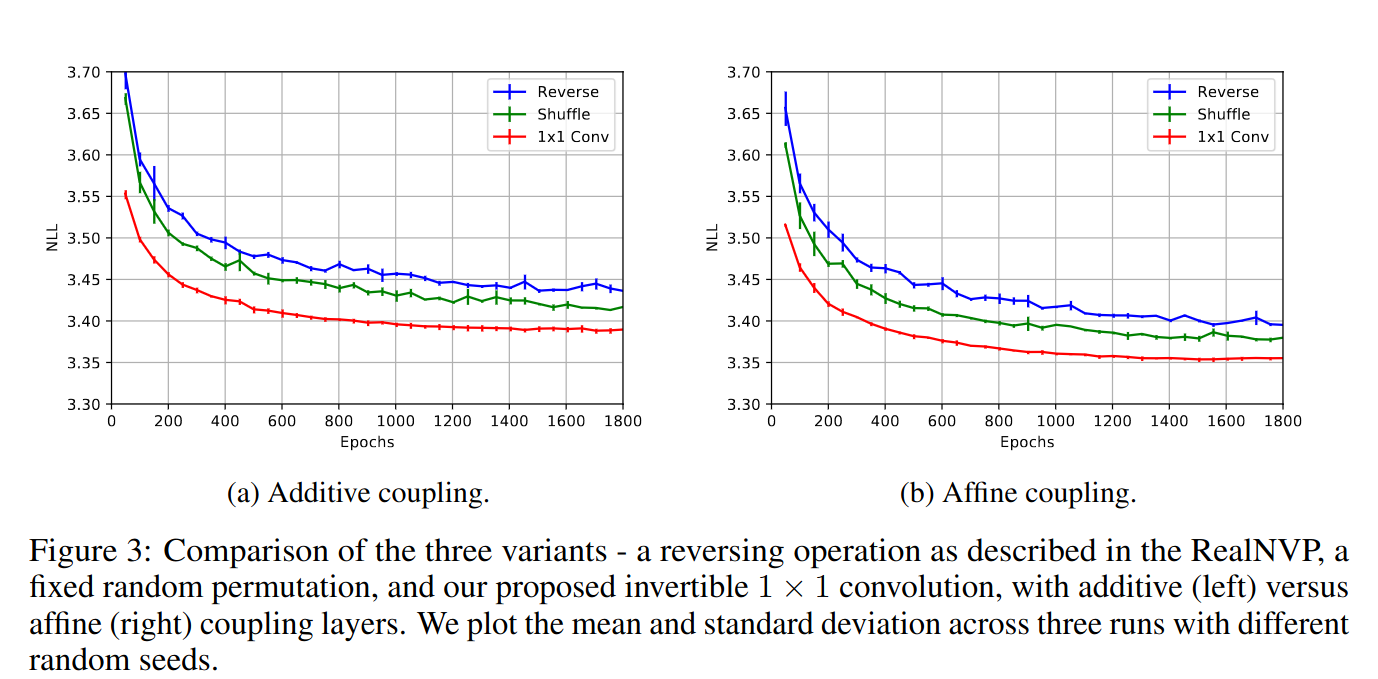 3.70
3.65
3.60
3.55
3.50
3.45
3.40
3.35
3.30
NLL
0 200 400 600 800 1000 1200 1400 1600 1800
Epochs
Reverse
Shuffle
1x1 Conv
(a) Additive coupling.
3.70
3.65
3.60
3.55
3.50
3.45
3.40
3.35
3.30
NLL
0 200 400 600 800 1000 1200 1400 1600 1800
Epochs
Reverse
Shuffle
1x1 Conv
(b) Affine coupling.
Figure 3: Comparison of the three variants - a reversing operation as described in the RealNVP, a
fixed random permutation, and our proposed invertible 1 × 1 convolution, with additive (left) versus
affine (right) coupling layers. We plot the mean and standard deviation across three runs with different
random seeds.